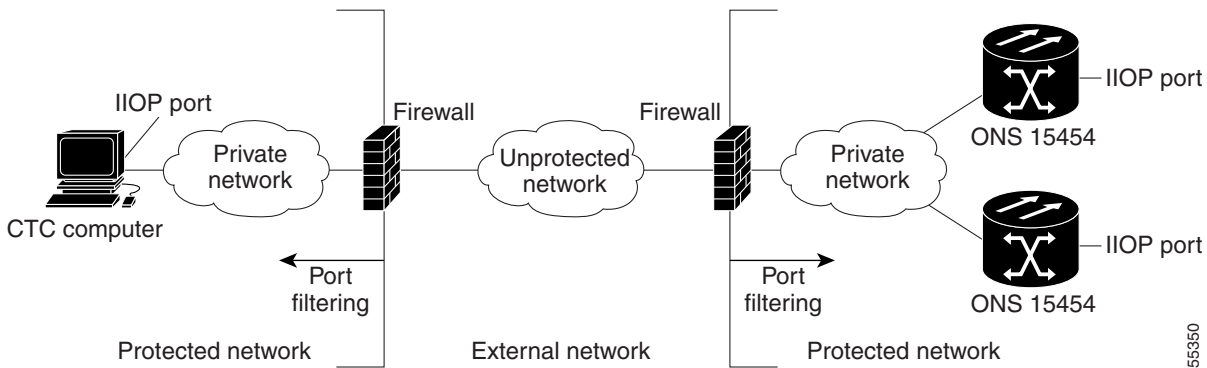 IIOP port
Private
network
CTC computer
Firewall
Port
filtering
Unprotected
network
Firewall
Port
filtering
Private
network
IIOP port
ONS 15454
IIOP port
ONS 15454
Protected network
External network
Protected network
55350